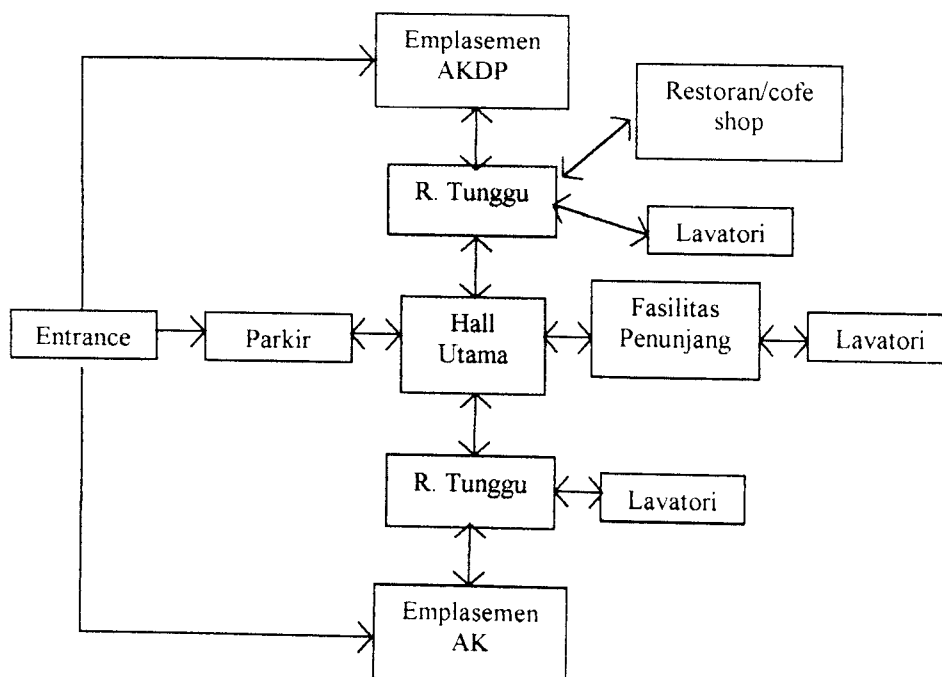 Emplasemen
AKDP
Restoran/cofe
shop
R. Tunggu
Lavatori
Entrance
Parkir
Hall
Utama
Fasilitas
Penunjang
Lavatori
R. Tunggu
Lavatori
Emplasemen
AK